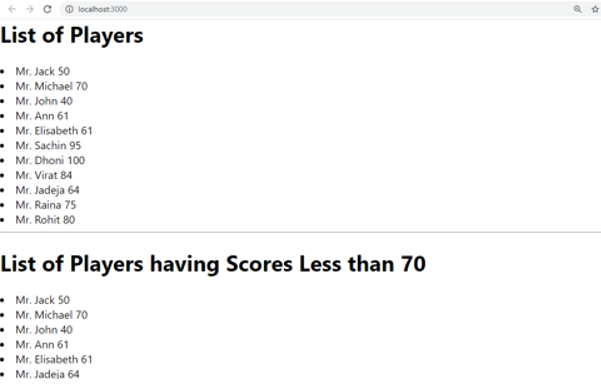 localhost:3000
List of Players
Mr. Jack 50
Mr. Michael 70
Mr. John 40
Mr. Ann 61
Mr. Elisabeth 61
Mr. Sachin 95
Mr. Dhoni 100
Mr. Virat 84
Mr. Jadeja 64
Mr. Raina 75
Mr. Rohit 80
List of Players having Scores Less than 70
Mr. Jack 50
Mr. Michael 70
Mr. John 40
Mr. Ann 61
Mr. Elisabeth 61
Mr. Jadeja 64